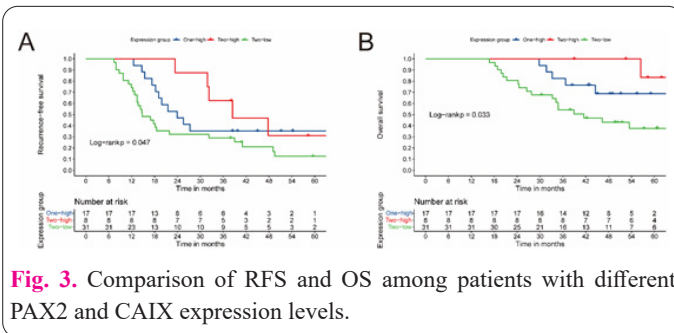 A
Expression group One-high Two-high Two-low
Recurrence-free survival
1.0
0.9
0.8
0.7
0.6
0.5
0.4
0.3
0.2
0.1
0.0
Log-rankp = 0.047
0 6 12 18 24 30 36 42 48 54 60
Time in months
Number at risk
Expression group
One-high 17 17 17 13 8 6 6 4 3 2 1
Two-high 8 8 8 8 7 7 5 3 2 2 1
Two-low 31 31 23 13 10 10 9 5 5 3 2
0 6 12 18 24 30 36 42 48 54 60
Time in months
B
Expression group One-high Two-high Two-low
Overall survival
1.0
0.9
0.8
0.7
0.6
0.5
0.4
0.3
0.2
0.1
0.0
Log-rankp = 0.033
0 6 12 18 24 30 36 42 48 54 60
Time in months
Number at risk
Expression group
One-high 17 17 17 17 17 16 14 12 8 5 2
Two-high 8 8 8 8 8 8 8 7 7 6 4
Two-low 31 31 31 30 25 21 16 13 11 7 6
0 6 12 18 24 30 36 42 48 54 60
Time in months
Fig. 3. Comparison of RFS and OS among patients with different
PAX2 and CAIX expression levels.